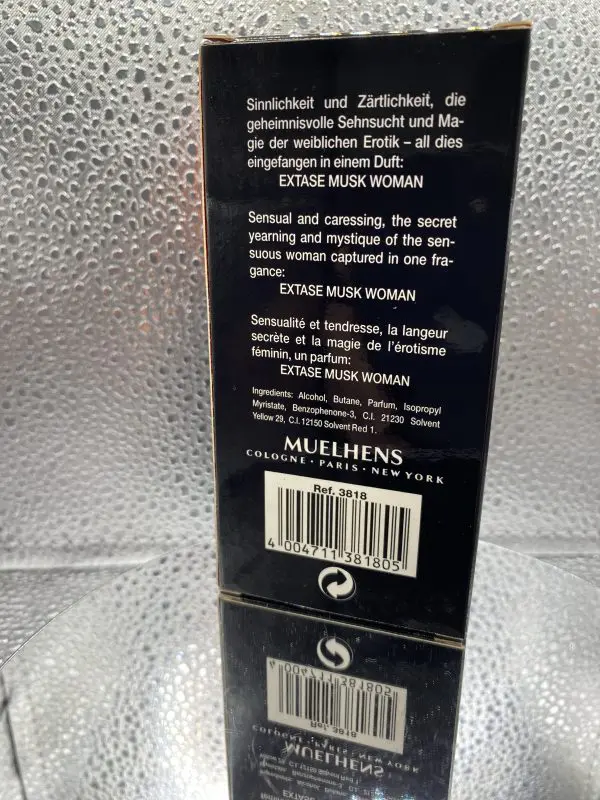 Sinnlichkeit und Zärtlichkeit, die
geheimnisvolle Sehnsucht und Ma-
gie der weiblichen Erotik – all dies
eingefangen in einem Duft:
EXTASE MUSK WOMAN
Sensual and caressing, the secret
yearning and mystique of the sen-
suous woman captured in one fra-
gance:
EXTASE MUSK WOMAN
Sensualité et tendresse, la langeur
secrète et la magie de l'érotisme
féminin, un parfum:
EXTASE MUSK WOMAN
Ingredients: Alcohol, Butane, Parfum, Isopropyl
Myristate, Benzophenone-3, C.I. 21230 Solvent
Yellow 29, C.I. 12150 Solvent Red 1.
MUELHENS
COLOGNE · PARIS · NEW YORK
Ref. 3818
4 004711 381805